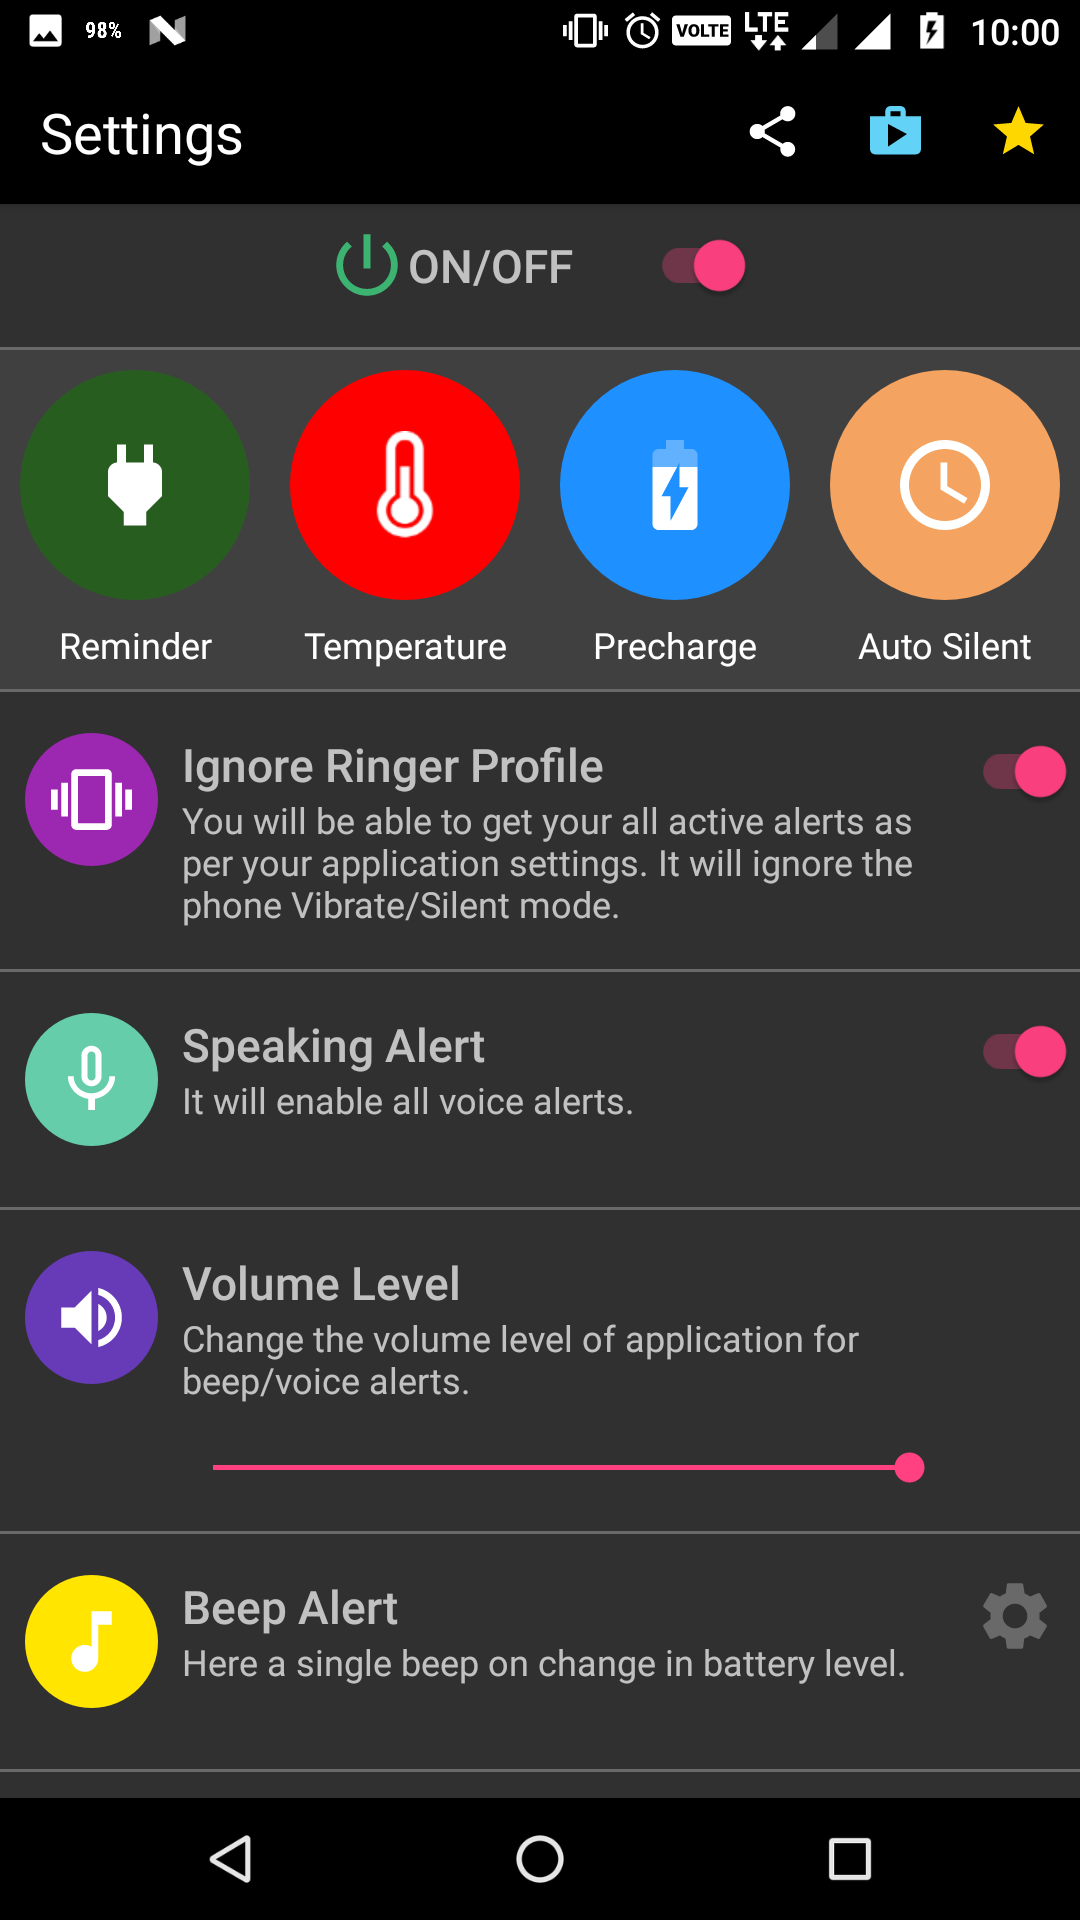 98% VOLTE LTE 10:00
Settings
ON/OFF
Reminder Temperature Precharge Auto Silent
Ignore Ringer Profile
You will be able to get your all active alerts as
per your application settings. It will ignore the
phone Vibrate/Silent mode.
Speaking Alert
It will enable all voice alerts.
Volume Level
Change the volume level of application for
beep/voice alerts.
Beep Alert
Here a single beep on change in battery level.